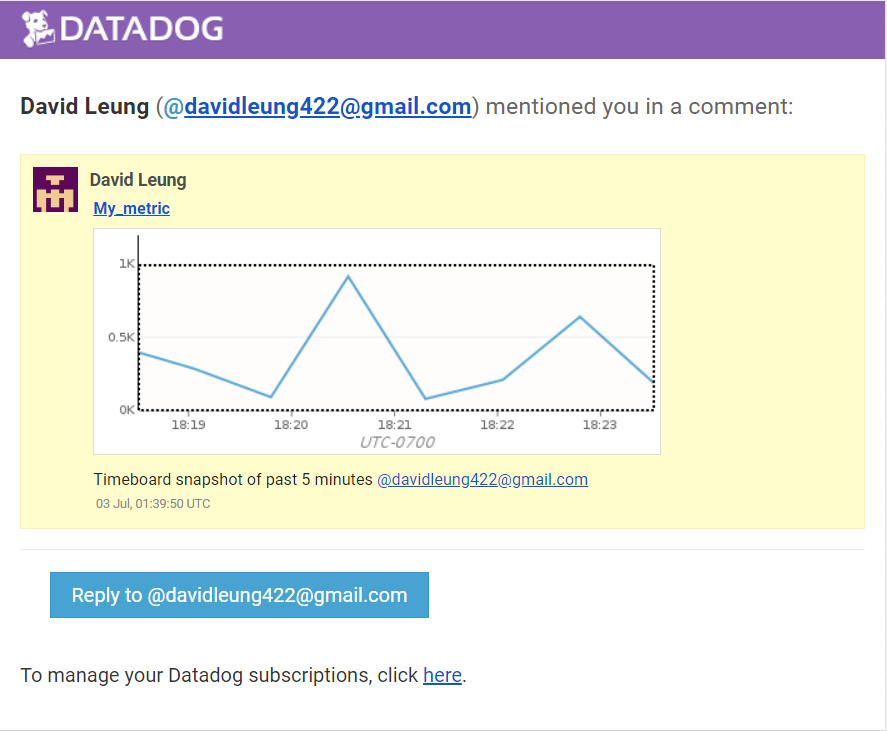 DATADOG
David Leung (@davidleung422@gmail.com) mentioned you in a comment:
David Leung
My_metric
1K
0.5K
0K
18:19 18:20 18:21 18:22 18:23
UTC-0700
Timeboard snapshot of past 5 minutes @davidleung422@gmail.com
03 Jul, 01:39:50 UTC
Reply to @davidleung422@gmail.com
To manage your Datadog subscriptions, click here.